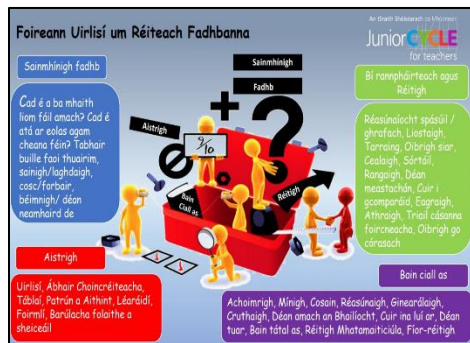 Foireann Uirlisí um Réiteach Fadhbanna
An tSraith Shóisearach do Mhúinteoirí
JuniorCYCLE
for teachers
Sainmhínigh fadhb
Cad é a ba mhaith
liom fáil amach? Cad é
atá ar eolas agam
cheana féin? Tabhair
buille faoi thuairim,
sainigh/laghdaigh,
cosc/forbair,
béimnigh/ déan
neamhaird de
Sainmhínigh
Fadhb
Aistrigh
9/10
Bain
Ciall as
Réitigh
Bí rannpháirteach agus
Réitigh
Réasúnaíocht spásúil /
ghrafach, Liostaigh,
Tarraing, Oibrigh siar,
Cealaigh, Sórtáil,
Rangaigh, Déan
meastachán, Cuir i
gcomparáid, Eagraigh,
Athraigh, Triail cásanna
foircneacha, Oibrigh go
córasach
Aistrigh
Uirlisí, Ábhair Choincréiteacha,
Táblaí, Patrún a Aithint, Léaráidí,
Foirmlí, Barúlacha folaithe a
sheiceáil
Bain ciall as
Achoimrigh, Mínigh, Cosain, Réasúnaigh, Ginearálaigh,
Cruthaigh, Déan amach an Bhailíocht, Cuir ina luí ar, Déan
tuar, Bain tátal as, Réitigh Mhatamaiticiúla, Fíor-réitigh